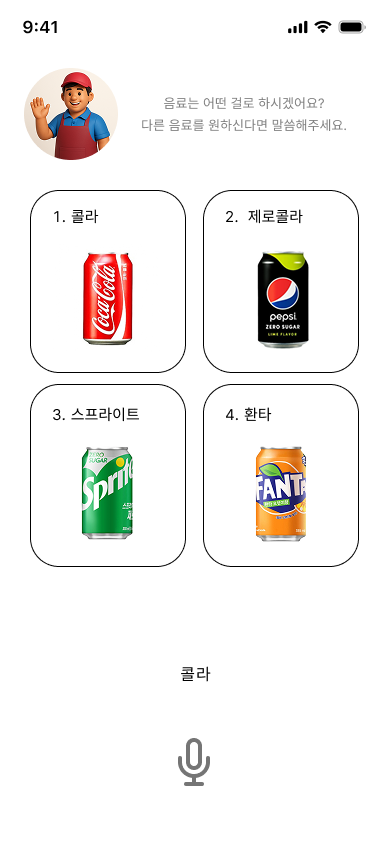 9:41
음료는 어떤 걸로 하시겠어요?
다른 음료를 원하신다면 말씀해주세요.
1. 콜라
2. 제로콜라
Coca-Cola
pepsi
ZERO SUGAR
LIME FLAVOR
3. 스프라이트
4. 환타
ZERO
SUGAR
Sprite
FANTA
콜라